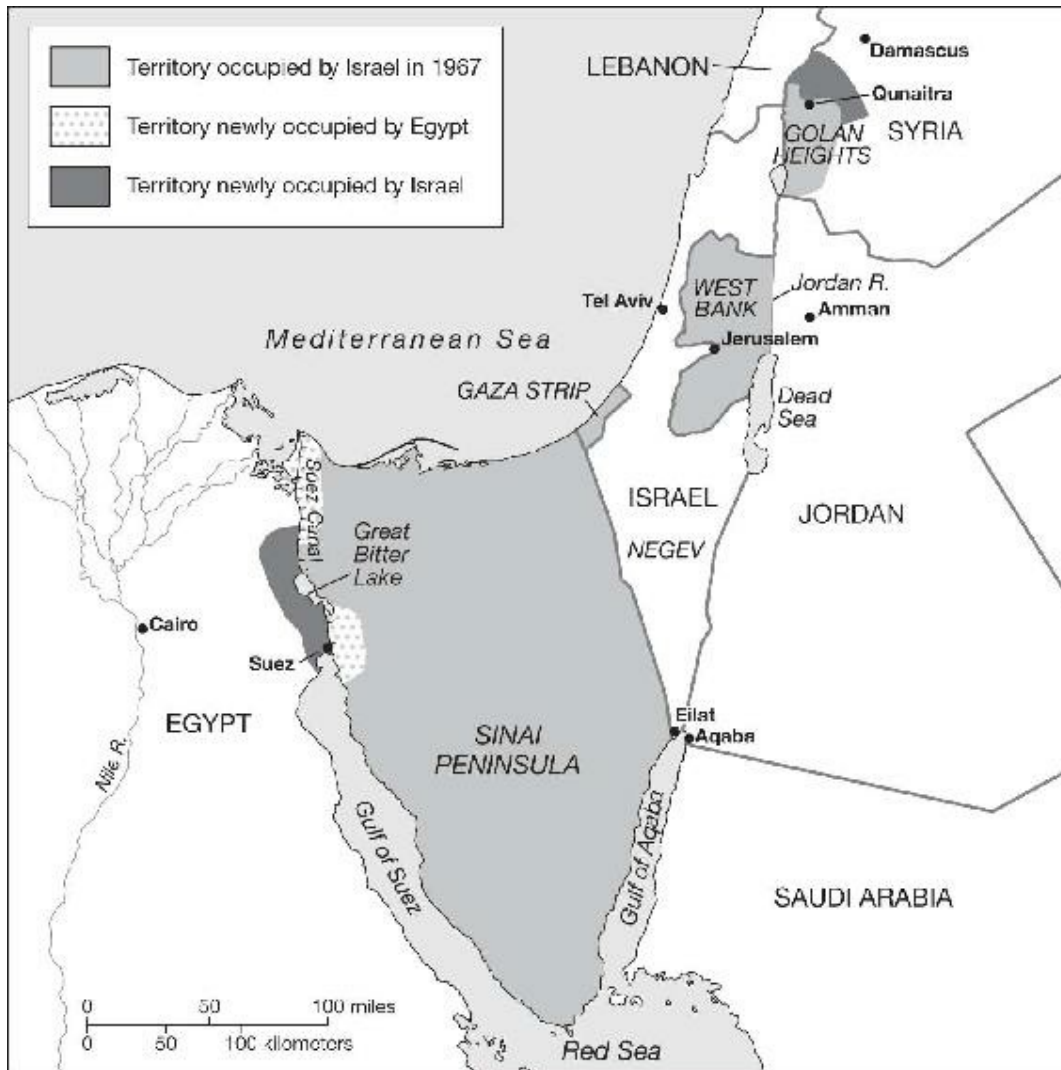 Territory occupied by Israel in 1967
Territory newly occupied by Egypt
Territory newly occupied by Israel
Damascus
LEBANON
Qunaitra
SYRIA
GOLAN
HEIGHTS
WEST
BANK
Jordan R.
Tel Aviv
Amman
Jerusalem
Mediterranean Sea
GAZA STRIP
Dead
Sea
Suez Canal
ISRAEL
JORDAN
NEGEV
Great
Bitter
Lake
Cairo
Suez
EGYPT
Nile R.
SINAI
PENINSULA
Eilat
Aqaba
Gulf of Suez
Gulf of Aqaba
SAUDI ARABIA
0 50 100 miles
0 50 100 kilometers
Red Sea